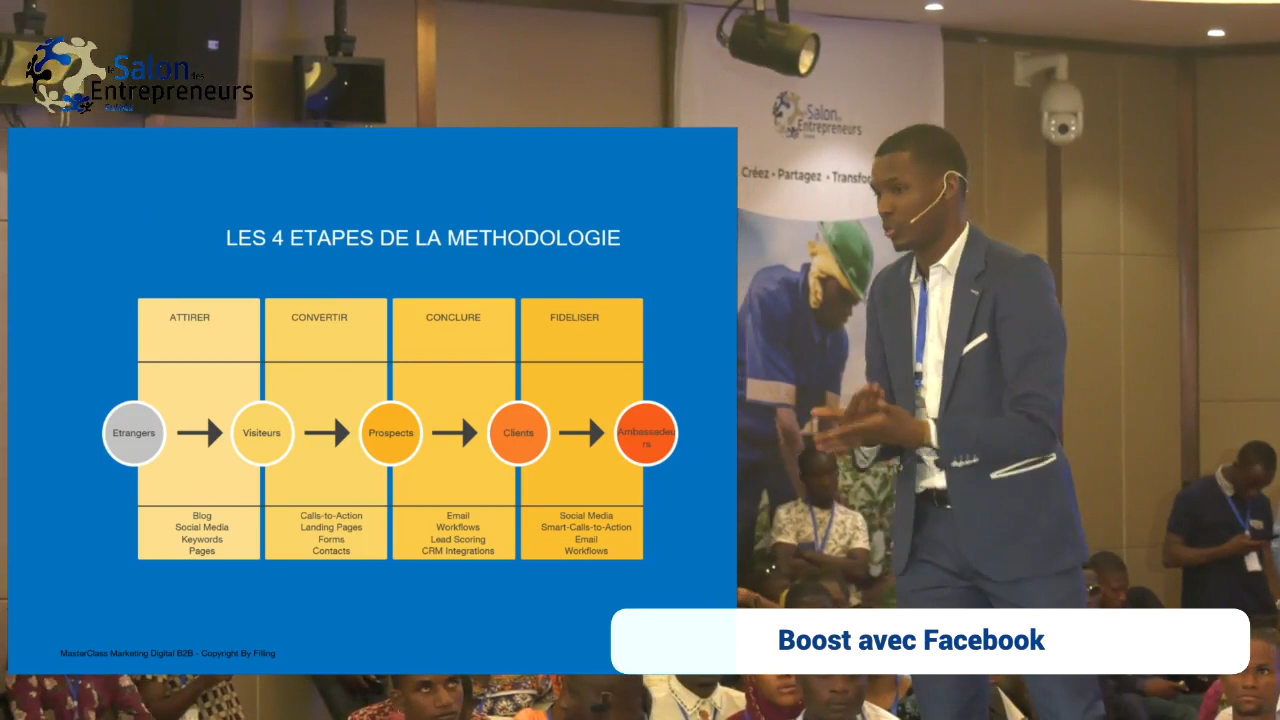 Salon des
Entrepreneurs
Salon
Entrepreneurs
Créez • Partagez • Transfo
LES 4 ETAPES DE LA METHODOLOGIE
ATTIRER
CONVERTIR
CONCLURE
FIDELISER
Etrangers
Visiteurs
Prospects
Clients
Ambassadeu
rs
Blog
Social Media
Keywords
Pages
Calls-to-Action
Landing Pages
Forms
Contacts
Email
Workflows
Lead Scoring
CRM Integrations
Social Media
Smart-Calls-to-Action
Email
Workflows
MasterClass Marketing Digital B2B - Copyright By Filling
Boost avec Facebook